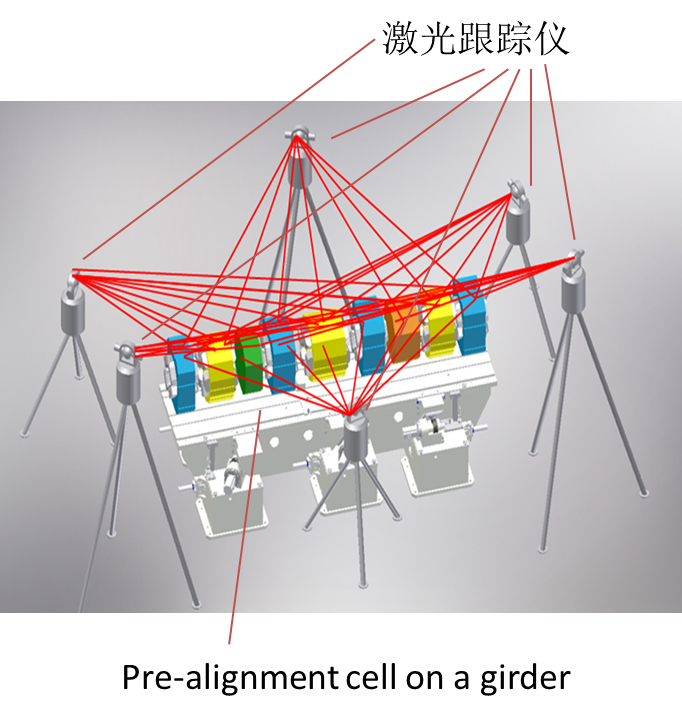 激光跟踪仪
Pre-alignment cell on a girder